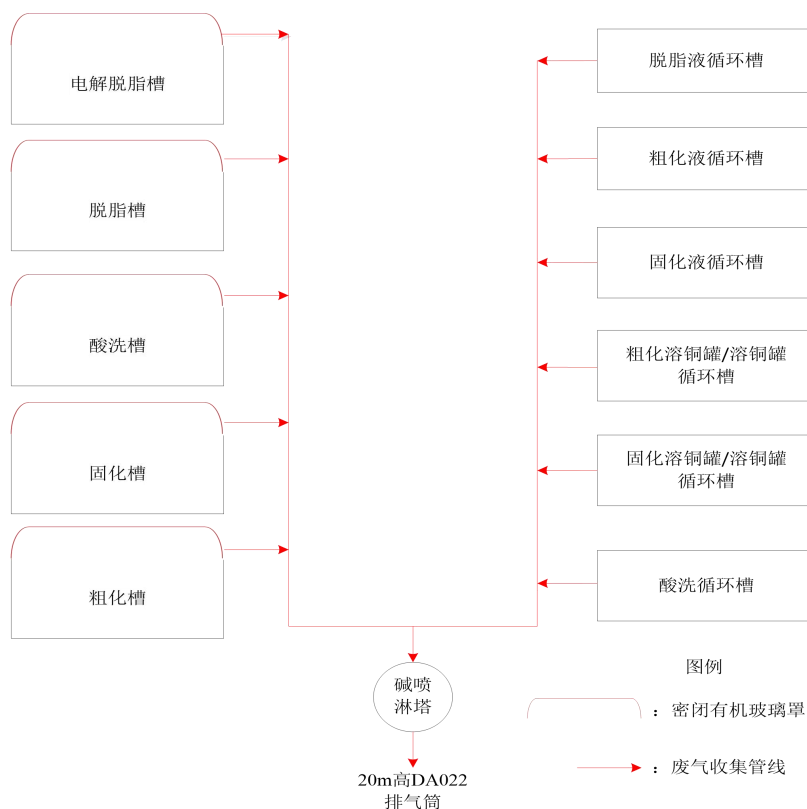 电解脱脂槽
脱脂槽
酸洗槽
固化槽
粗化槽
脱脂液循环槽
粗化液循环槽
固化液循环槽
粗化溶铜罐/溶铜罐
循环槽
固化溶铜罐/溶铜罐
循环槽
酸洗循环槽
碱喷
淋塔
20m高DA022
排气筒
图例
：密闭有机玻璃罩
：废气收集管线